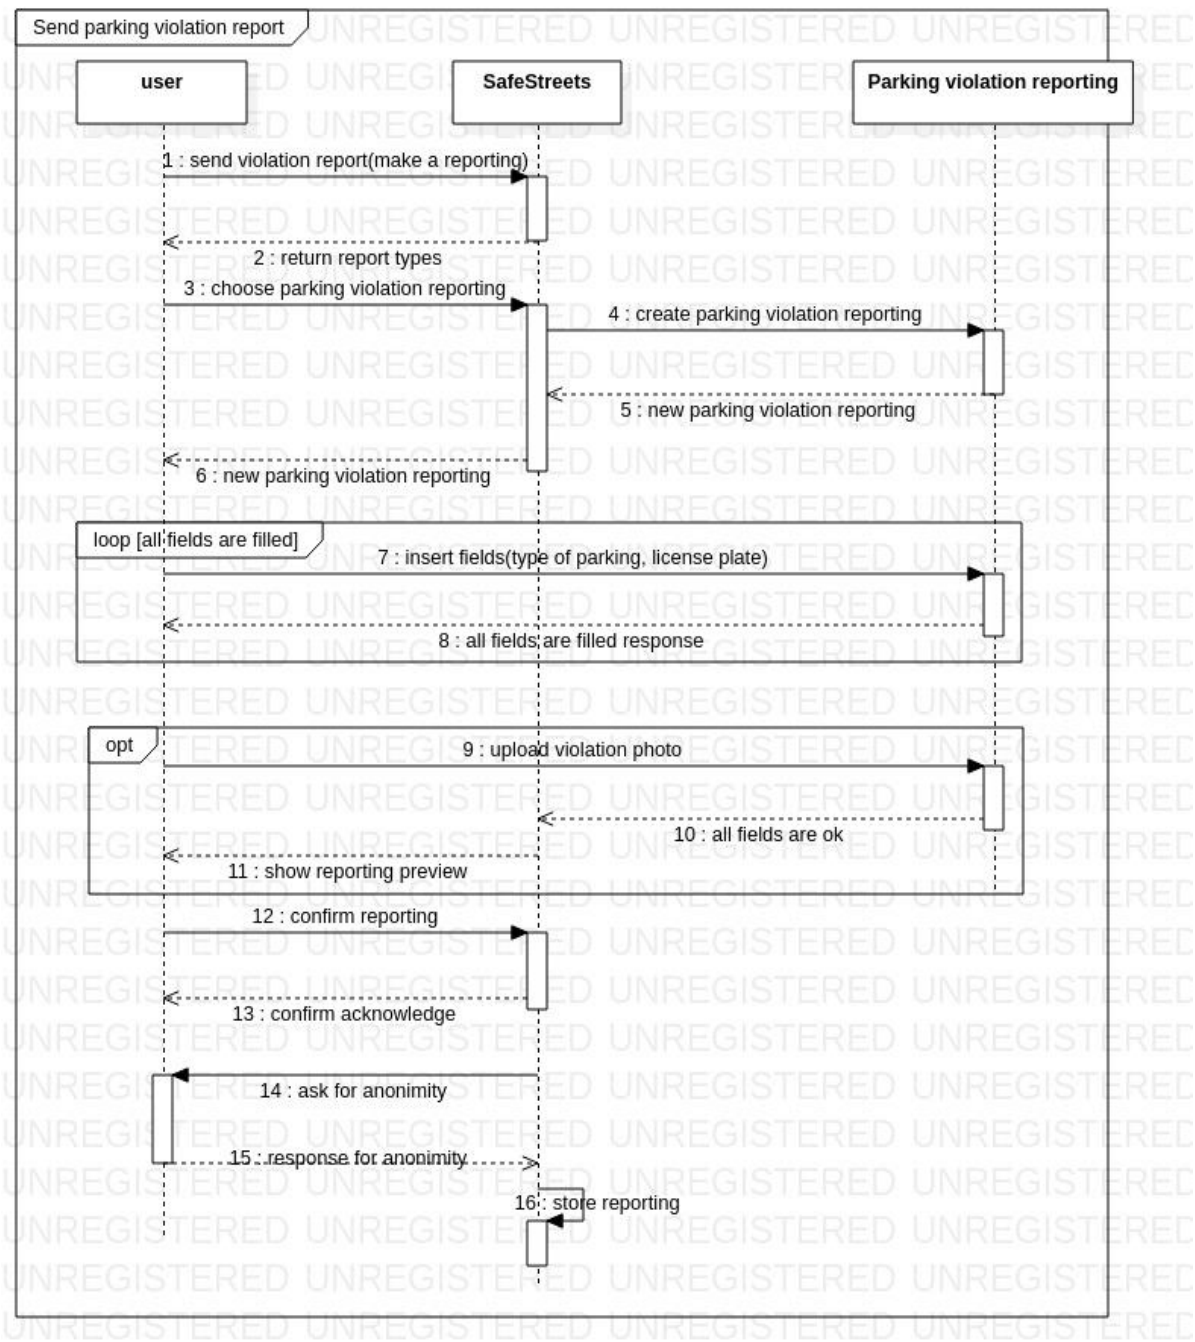 Send parking violation report
user
SafeStreets
Parking violation reporting
1 : send violation report(make a reporting)
2 : return report types
3 : choose parking violation reporting
4 : create parking violation reporting
5 : new parking violation reporting
6 : new parking violation reporting
loop [all fields are filled]
7 : insert fields(type of parking, license plate)
8 : all fields are filled response
opt
9 : upload violation photo
10 : all fields are ok
11 : show reporting preview
12 : confirm reporting
13 : confirm acknowledge
14 : ask for anonimity
15 : response for anonimity
16 : store reporting
UNREGISTERED